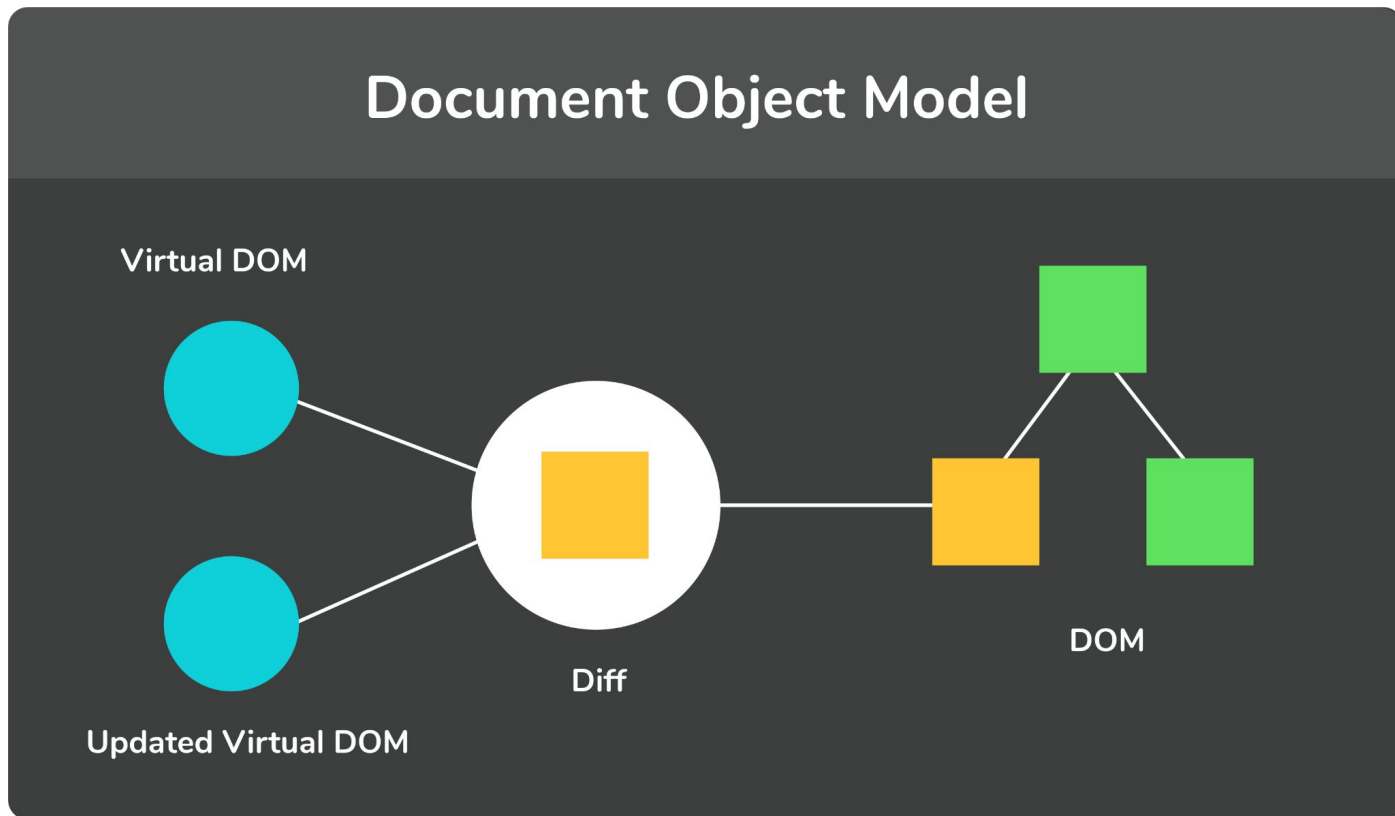 Document Object Model
Virtual DOM
Diff
DOM
Updated Virtual DOM